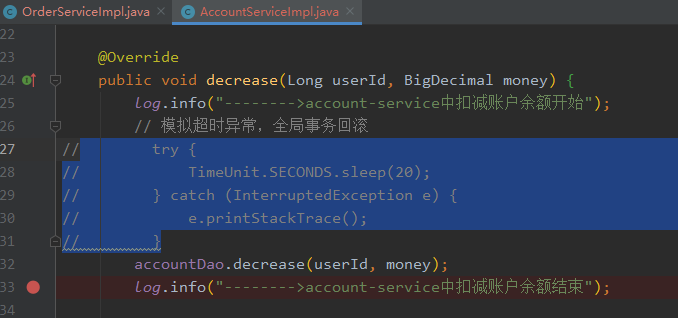 OrderServiceImpl.java × AccountServiceImpl.java ×
22
23 @Override
24 public void decrease(Long userId, BigDecimal money) {
25 log.info("-------->account-service中扣减账户余额开始");
26 // 模拟超时异常，全局事务回滚
27 // try {
28 // TimeUnit.SECONDS.sleep(20);
29 // } catch (InterruptedException e) {
30 // e.printStackTrace();
31 // }
32 accountDao.decrease(userId, money);
33 log.info("-------->account-service中扣减账户余额结束");
34